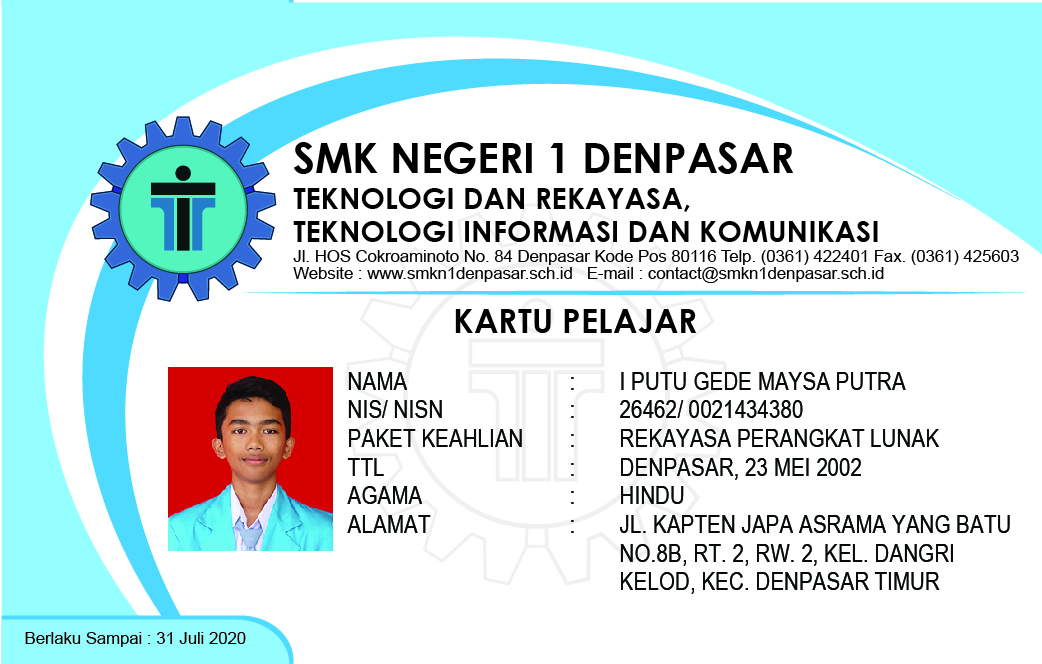 SMK NEGERI 1 DENPASAR
TEKNOLOGI DAN REKAYASA,
TEKNOLOGI INFORMASI DAN KOMUNIKASI
Jl. HOS Cokroaminoto No. 84 Denpasar Kode Pos 80116 Telp. (0361) 422401 Fax. (0361) 425603
Website : www.smkn1denpasar.sch.id E-mail : contact@smkn1denpasar.sch.id
KARTU PELAJAR
NAMA : I PUTU GEDE MAYSA PUTRA
NIS/ NISN : 26462/ 0021434380
PAKET KEAHLIAN : REKAYASA PERANGKAT LUNAK
TTL : DENPASAR, 23 MEI 2002
AGAMA : HINDU
ALAMAT : JL. KAPTEN JAPA ASRAMA YANG BATU
NO.8B, RT. 2, RW. 2, KEL. DANGRI
KELOD, KEC. DENPASAR TIMUR
Berlaku Sampai : 31 Juli 2020